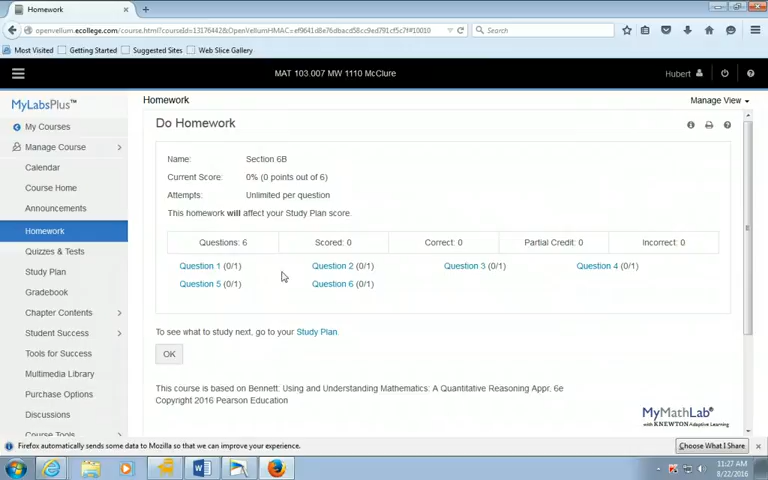 Homework
openvellum.ecollege.com/course.html?courseId=13176442&OpenVellumHMAC=ef9641d8e76dbacd58cc9ed791cf5c7f#10010
Search
Most Visited Getting Started Suggested Sites Web Slice Gallery
MAT 103.007 MW 1110 McClure
Hubert
MyLabsPlus™
Homework
Manage View
My Courses
Do Homework
Manage Course
Name: Section 6B
Calendar
Current Score: 0% (0 points out of 6)
Course Home
Attempts: Unlimited per question
Announcements
This homework will affect your Study Plan score.
Homework
Questions: 6 Scored: 0 Correct: 0 Partial Credit: 0 Incorrect: 0
Quizzes & Tests
Question 1 (0/1) Question 2 (0/1) Question 3 (0/1) Question 4 (0/1)
Study Plan
Question 5 (0/1) Question 6 (0/1)
Gradebook
Chapter Contents
Student Success
To see what to study next, go to your Study Plan.
Tools for Success
OK
Multimedia Library
Purchase Options
This course is based on Bennett: Using and Understanding Mathematics: A Quantitative Reasoning Appr. 6e
Copyright 2016 Pearson Education
Discussions
MyMathLab®
with KNEWTON Adaptive Learning
Course Tools
Firefox automatically sends some data to Mozilla so that we can improve your experience.
Choose What I Share
11:27 AM
8/22/2016